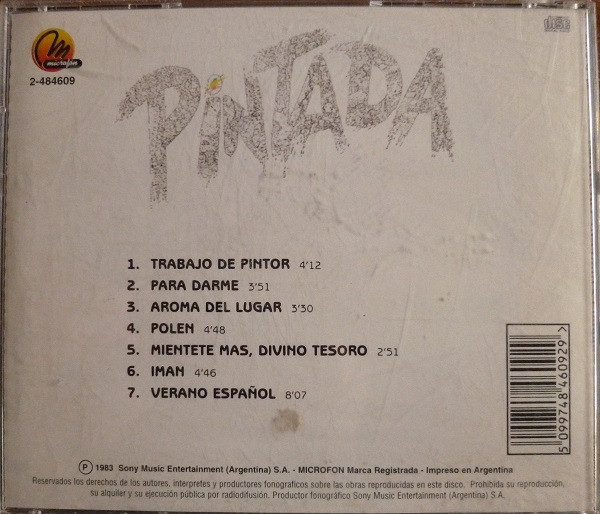 microfón
2-484609
PiNTADA
1. TRABAJO DE PINTOR 4'12
2. PARA DARME 3'51
3. AROMA DEL LUGAR 3'30
4. POLEN 4'48
5. MIENTETE MAS, DIVINO TESORO 2'51
6. IMAN 4'46
7. VERANO ESPAÑOL 8'07
5 099748 460929 >
℗ 1983 Sony Music Entertainment (Argentina) S.A. - MICROFON Marca Registrada - Impreso en Argentina
Reservados los derechos de los autores, interpretes y productores fonograficos sobre las obras reproducidas en este disco. Prohibida su reproducción,
su alquiler y su ejecución pública por radiodifusión. Productor fonográfico Sony Music Entertainment (Argentina) S.A.